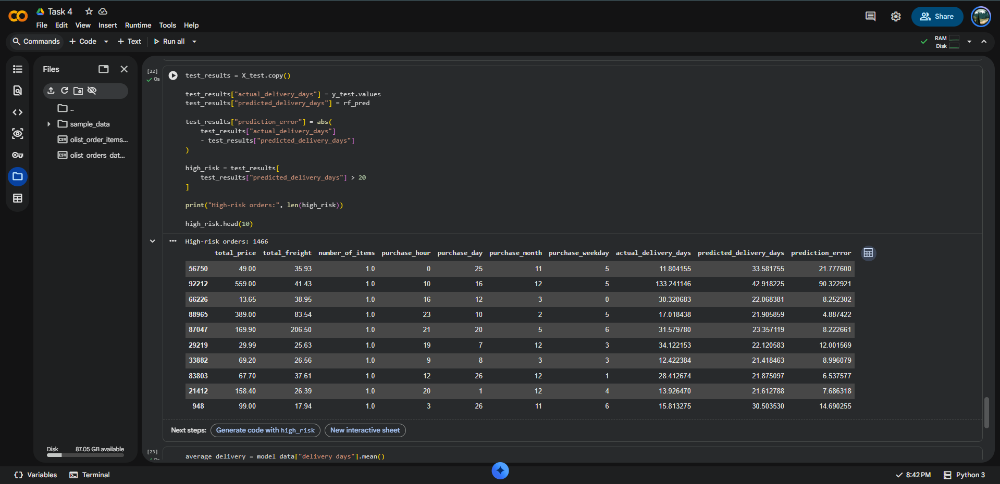 Task 4
File Edit View Insert Runtime Tools Help
Share
Commands + Code + Text Run all
RAM
Disk
Files
..
sample_data
olist_order_items...
olist_orders_dat...
Disk 87.05 GB available
[22]
0s
test_results = X_test.copy()
test_results["actual_delivery_days"] = y_test.values
test_results["predicted_delivery_days"] = rf_pred
test_results["prediction_error"] = abs(
test_results["actual_delivery_days"]
- test_results["predicted_delivery_days"]
)
high_risk = test_results[
test_results["predicted_delivery_days"] > 20
]
print("High-risk orders:", len(high_risk))
high_risk.head(10)
High-risk orders: 1466
total_price total_freight number_of_items purchase_hour purchase_day purchase_month purchase_weekday actual_delivery_days predicted_delivery_days prediction_error
56750 49.00 35.93 1.0 0 25 11 5 11.804155 33.581755 21.777600
92212 559.00 41.43 1.0 10 16 12 5 133.241146 42.918225 90.322921
66226 13.65 38.95 1.0 16 12 3 0 30.320683 22.068381 8.252302
88965 389.00 83.54 1.0 23 10 2 5 17.018438 21.905859 4.887422
87047 169.90 206.50 1.0 21 20 5 6 31.579780 23.357119 8.222661
29219 29.99 25.63 1.0 19 7 12 3 34.122153 22.120583 12.001569
33882 69.20 26.56 1.0 9 8 3 3 12.422384 21.418463 8.996079
83803 67.70 37.61 1.0 12 26 12 1 28.412674 21.875097 6.537577
21412 158.40 26.39 1.0 20 1 12 4 13.926470 21.612788 7.686318
948 99.00 17.94 1.0 3 26 11 6 15.813275 30.503530 14.690255
Next steps: Generate code with high_risk New interactive sheet
[23]
average_delivery = model_data["delivery_days"].mean()
Variables Terminal
8:42 PM Python 3